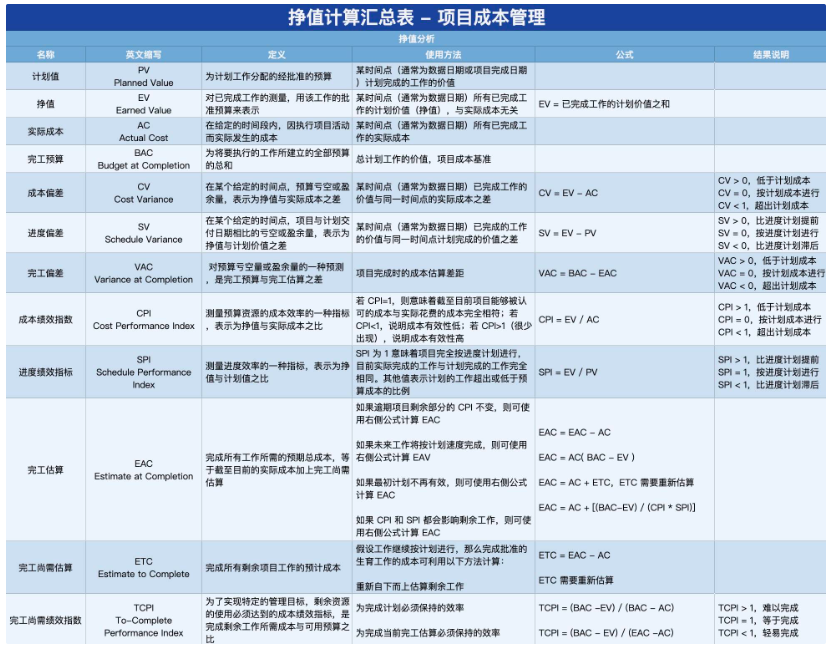 挣值计算汇总表 – 项目成本管理
挣值分析
名称 英文缩写 定义 使用方法 公式 结果说明
计划值
PV
Planned Value
为计划工作分配的经批准的预算
某时间点（通常为数据日期或项目完成日期
）计划完成的工作的价值
挣值
EV
Earned Value
对已完成工作的测量，用该工作的批
准预算来表示
某时间点（通常为数据日期）所有已完成工
作的计划价值（挣值），与实际成本无关
EV = 已完成工作的计划价值之和
实际成本
AC
Actual Cost
在给定的时间段内，因执行项目活动
而实际发生的成本
某时间点（通常为数据日期）所有已完成工
作的实际成本
完工预算
BAC
Budget at Completion
为将要执行的工作所建立的全部预算
的总和
总计划工作的价值，项目成本基准
成本偏差
CV
Cost Variance
在某个给定的时间点，预算亏空或盈
余量，表示为挣值与实际成本之差
某时间点（通常为数据日期）已完成工作的
价值与同一时间点的实际成本之差
CV = EV – AC
CV > 0，低于计划成本
CV = 0，按计划成本进行
CV < 1，超出计划成本
进度偏差
SV
Schedule Variance
在某个给定的时间点，项目与计划交
付日期相比的亏空或盈余量，表示为
挣值与计划价值之差
某时间点（通常为数据日期）已完成的工作
的价值与同一时间点计划完成的价值之差
SV = EV – PV
SV > 0，比进度计划提前
SV = 0，按进度计划进行
SV < 0，比进度计划滞后
完工偏差
VAC
Variance at Completion
对预算亏空量或盈余量的一种预测
，是完工预算与完工估算之差
项目完成时的成本估算差距
VAC = BAC – EAC
VAC > 0，低于计划成本
VAC = 0，按计划成本进行
VAC < 0，超出计划成本
成本绩效指数
CPI
Cost Performance Index
测量预算资源的成本效率的一种指标
，表示为挣值与实际成本之比
若 CPI=1，则意味着截至目前项目能够被认
可的成本与实际花费的成本完全相符；若
CPI<1，说明成本有效性低；若 CPI>1（很少
出现），说明成本有效性高
CPI = EV / AC
CPI > 1，低于计划成本
CPI = 0，按计划成本进行
CPI < 1，超出计划成本
进度绩效指标
SPI
Schedule Performance
Index
测量进度效率的一种指标，表示为挣
值与计划值之比
SPI 为 1 意味着项目完全按进度计划进行，
目前实际完成的工作与计划完成的工作完全
相同。其他值表示计划的工作超出或低于预
算成本的比例
SPI = EV / PV
SPI > 1，比进度计划提前
SPI = 1，按进度计划进行
SPI < 1，比进度计划滞后
完工估算
EAC
Estimate at Completion
完成所有工作所需的预期总成本，等
于截至目前的实际成本加上完工尚需
估算
如果逾期项目剩余部分的 CPI 不变，则可使
用右侧公式计算 EAC
如果未来工作将按计划速度完成，则可使用
右侧公式计算 EAV
如果最初计划不再有效，则可使用右侧公式
计算 EAC
如果 CPI 和 SPI 都会影响剩余工作，则可使
用右侧公式计算 EAC
EAC = EAC – AC
EAC = AC( BAC – EV )
EAC = AC + ETC，ETC 需要重新估算
EAC = AC + [(BAC-EV) / (CPI * SPI)]
完工尚需估算
ETC
Estimate to Complete
完成所有剩余项目工作的预计成本
假设工作继续按计划进行，那么完成批准的
生育工作的成本可利用以下方法计算：
重新自下而上估算剩余工作
ETC = EAC – AC
ETC 需要重新估算
完工尚需绩效指数
TCPI
To–Complete
Performance Index
为了实现特定的管理目标，剩余资源
的使用必须达到的成本绩效指标，是
完成剩余工作所需成本与可用预算之
比
为完成计划必须保持的效率
为完成当前完工估算必须保持的效率
TCPI = (BAC –EV) / (BAC – AC)
TCPI = (BAC – EV) / (EAC –AC)
TCPI > 1，难以完成
TCPI = 1，等于完成
TCPI < 1，轻易完成